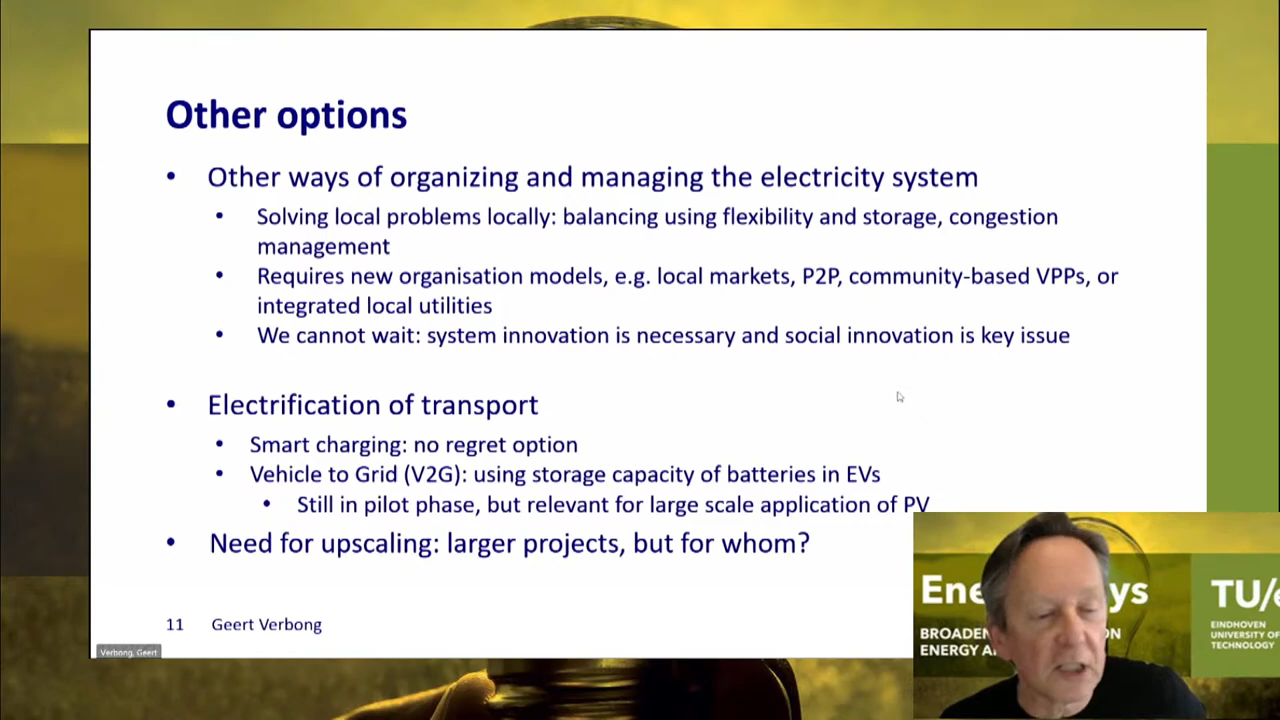 Other options
• Other ways of organizing and managing the electricity system
• Solving local problems locally: balancing using flexibility and storage, congestion
management
• Requires new organisation models, e.g. local markets, P2P, community-based VPPs, or
integrated local utilities
• We cannot wait: system innovation is necessary and social innovation is key issue
• Electrification of transport
• Smart charging: no regret option
• Vehicle to Grid (V2G): using storage capacity of batteries in EVs
• Still in pilot phase, but relevant for large scale application of PV
• Need for upscaling: larger projects, but for whom?
11 Geert Verbong
Verbong, Geert
TU/e
EINDHOVEN
UNIVERSITY OF
TECHNOLOGY
ENERGY